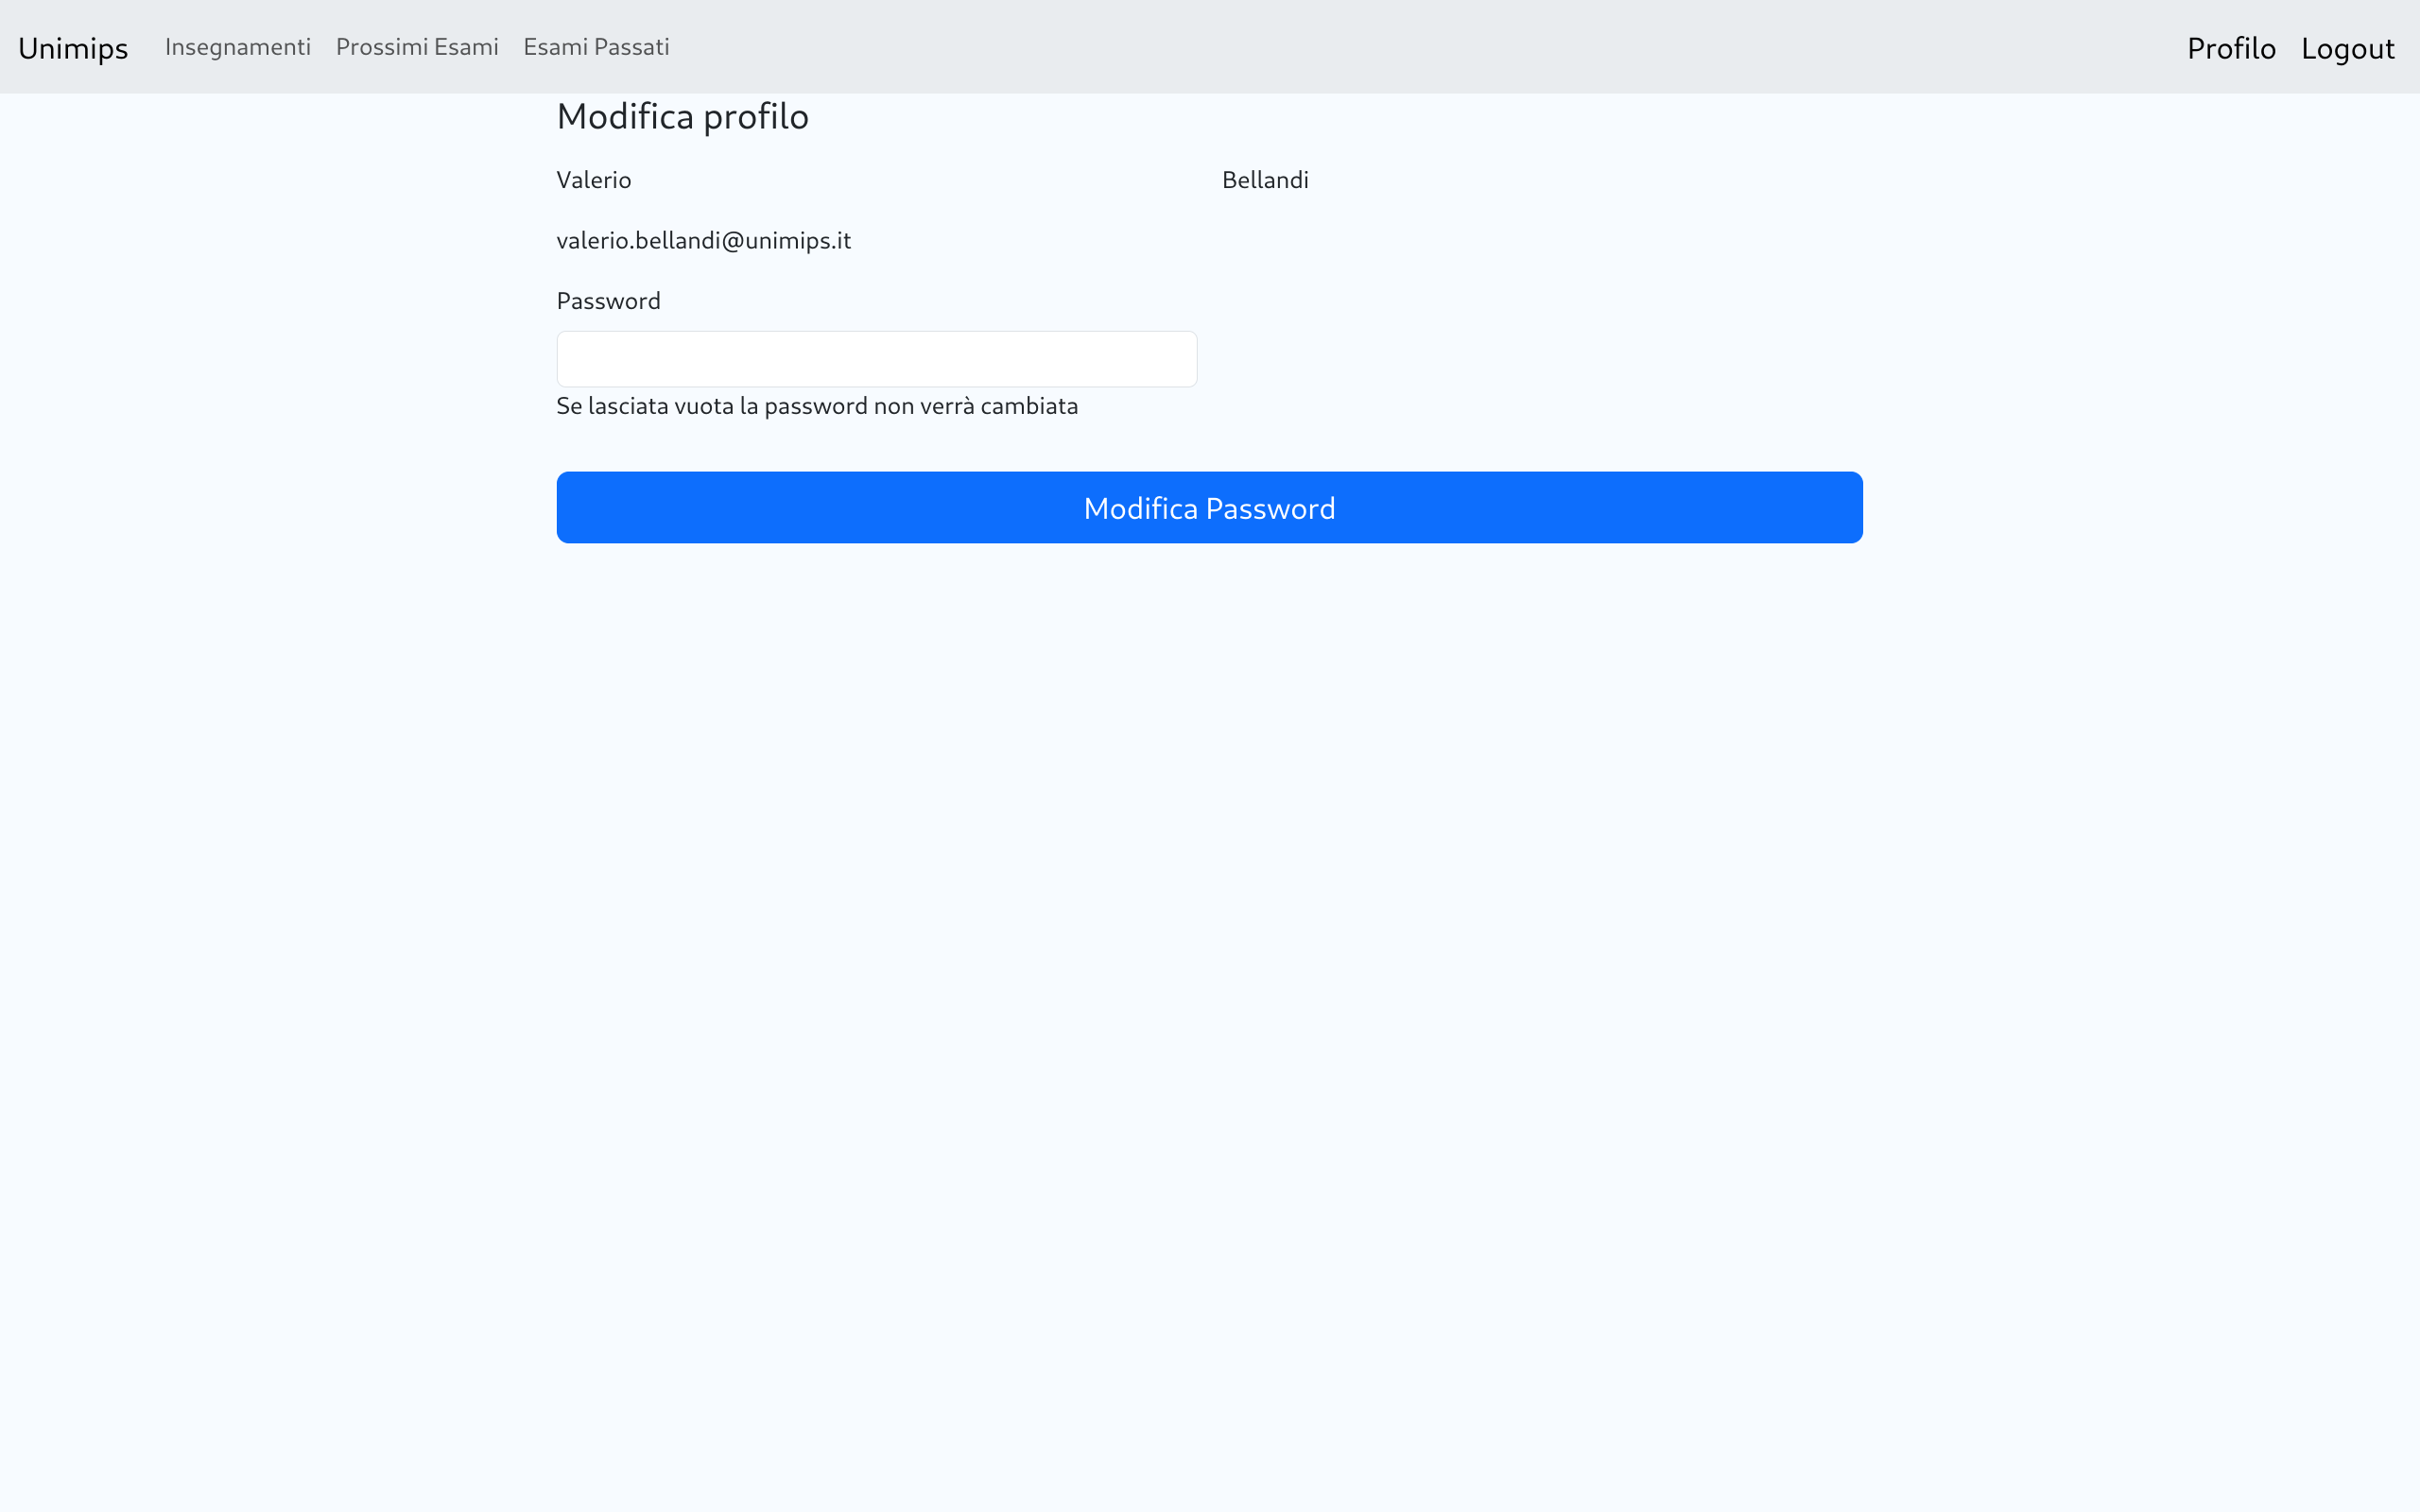 Unimips Insegnamenti Prossimi Esami Esami Passati Profilo Logout
Modifica profilo
Valerio Bellandi
valerio.bellandi@unimips.it
Password
Se lasciata vuota la password non verrà cambiata
Modifica Password